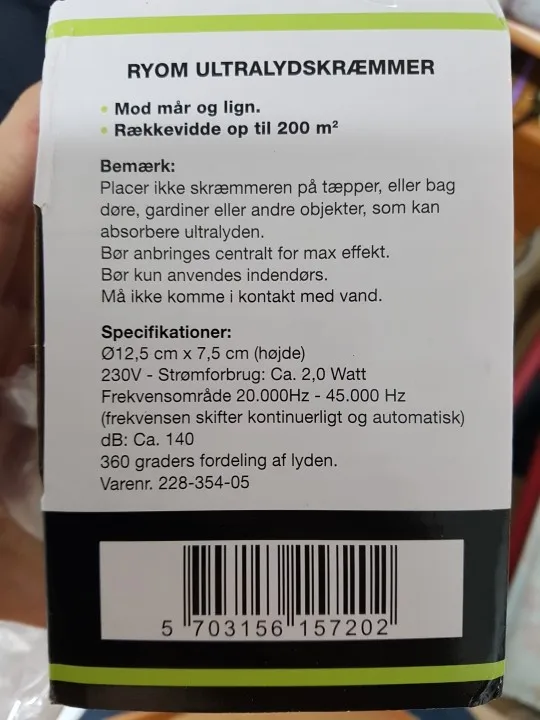 RYOM ULTRALYDSKRÆMMER
• Mod mår og lign.
• Rækkevidde op til 200 m²
Bemærk:
Placer ikke skræmmeren på tæpper, eller bag
døre, gardiner eller andre objekter, som kan
absorbere ultralyden.
Bør anbringes centralt for max effekt.
Bør kun anvendes indendørs.
Må ikke komme i kontakt med vand.
Specifikationer:
Ø12,5 cm x 7,5 cm (højde)
230V - Strømforbrug: Ca. 2,0 Watt
Frekvensområde 20.000Hz - 45.000 Hz
(frekvensen skifter kontinuerligt og automatisk)
dB: Ca. 140
360 graders fordeling af lyden.
Varenr. 228-354-05
5 703156 157202